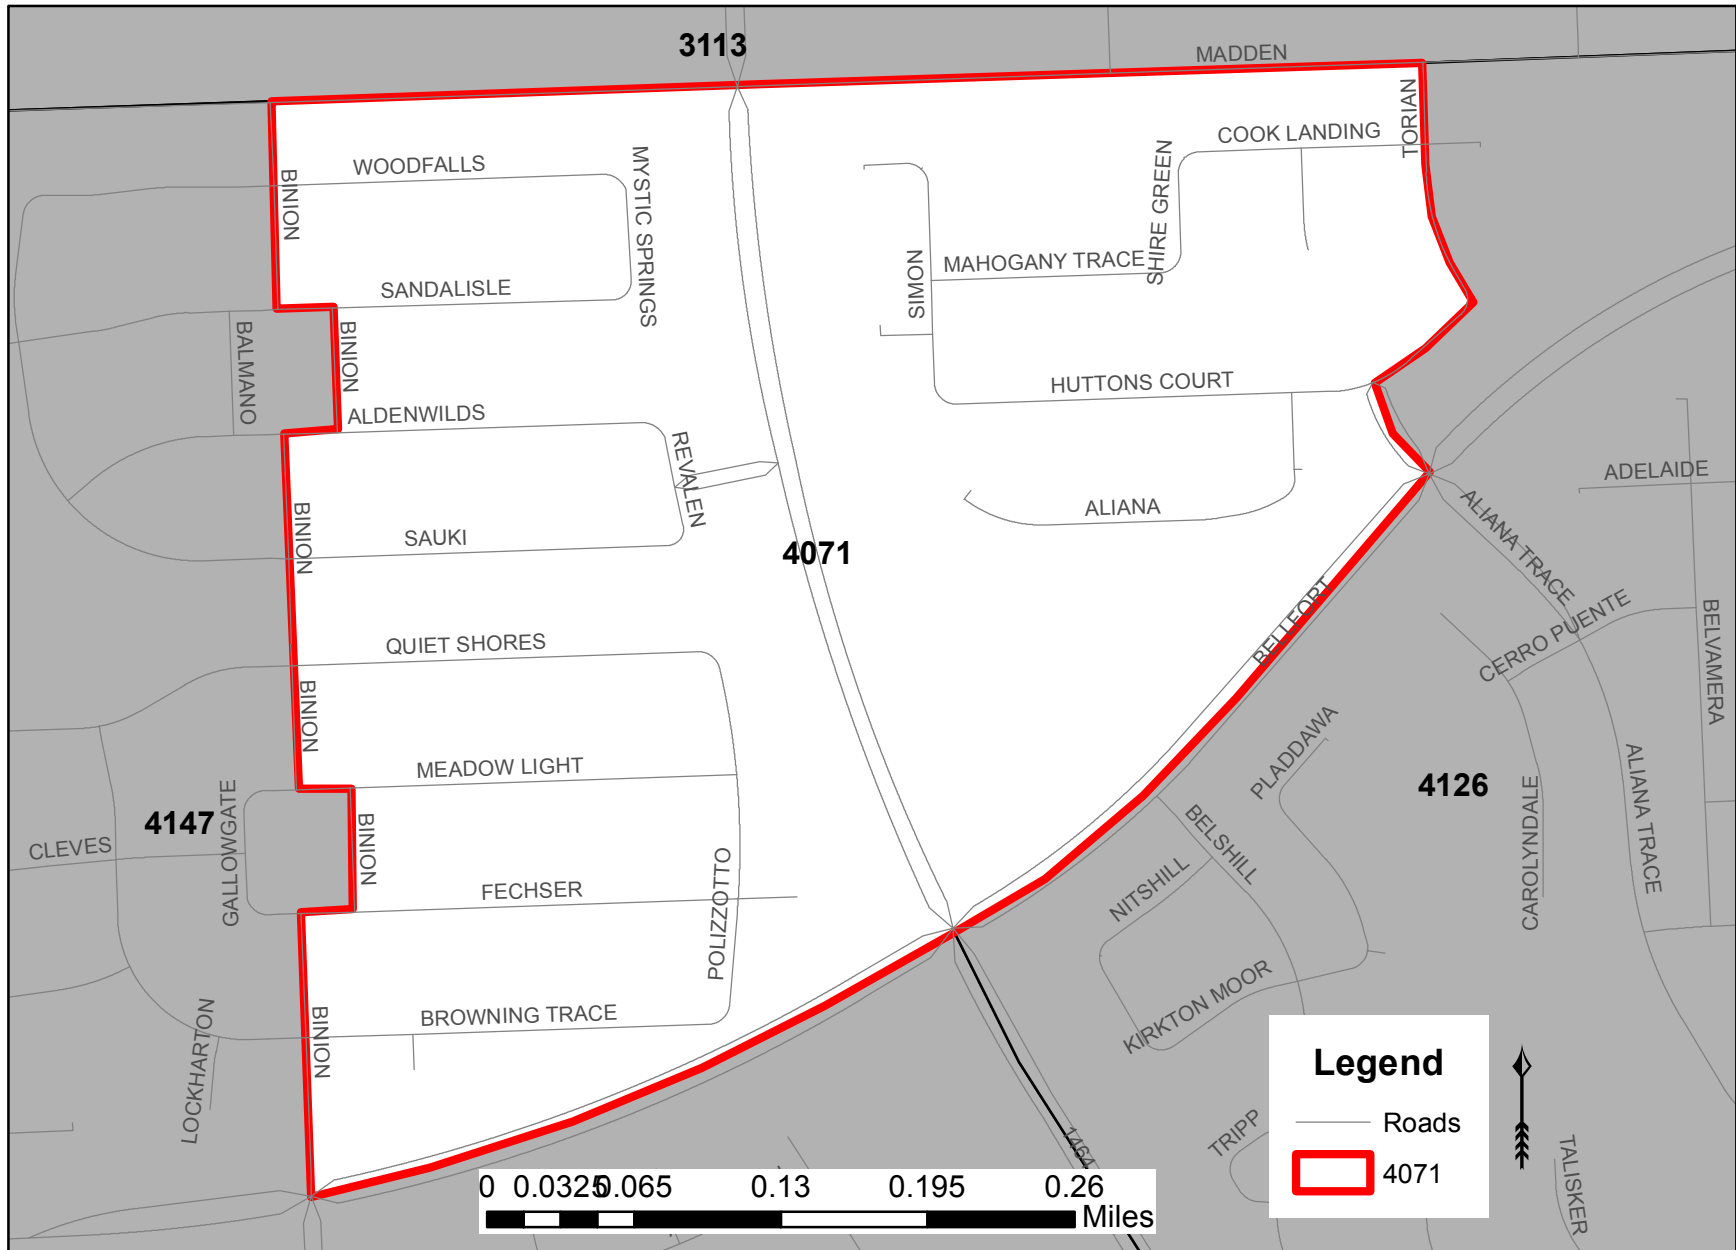 3113
MADDEN
TORIAN
COOK LANDING
WOODFALLS
MYSTIC SPRINGS
SHIRE GREEN
BINION
MAHOGANY TRACE
SIMON
SANDALISLE
BALMANO
BINION
HUTTONS COURT
ALDENWILDS
REVALEN
ADELAIDE
ALIANA
ALIANA TRACE
BINION
SAUKI
4071
BELLFORT
CERRO PUENTE
BELVAMERA
QUIET SHORES
BINION
PLADDAWA
MEADOW LIGHT
4126
ALIANA TRACE
GALLOWGATE
4147
CLEVES
BINION
BELSHILL
CAROLYNDALE
NITSHILL
FECHSER
POLIZZOTTO
KIRKTON MOOR
BROWNING TRACE
BINION
LOCKHARTON
1464
TRIPP
TALISKER
Legend
Roads
4071
0 0.0325 0.065 0.13 0.195 0.26
Miles